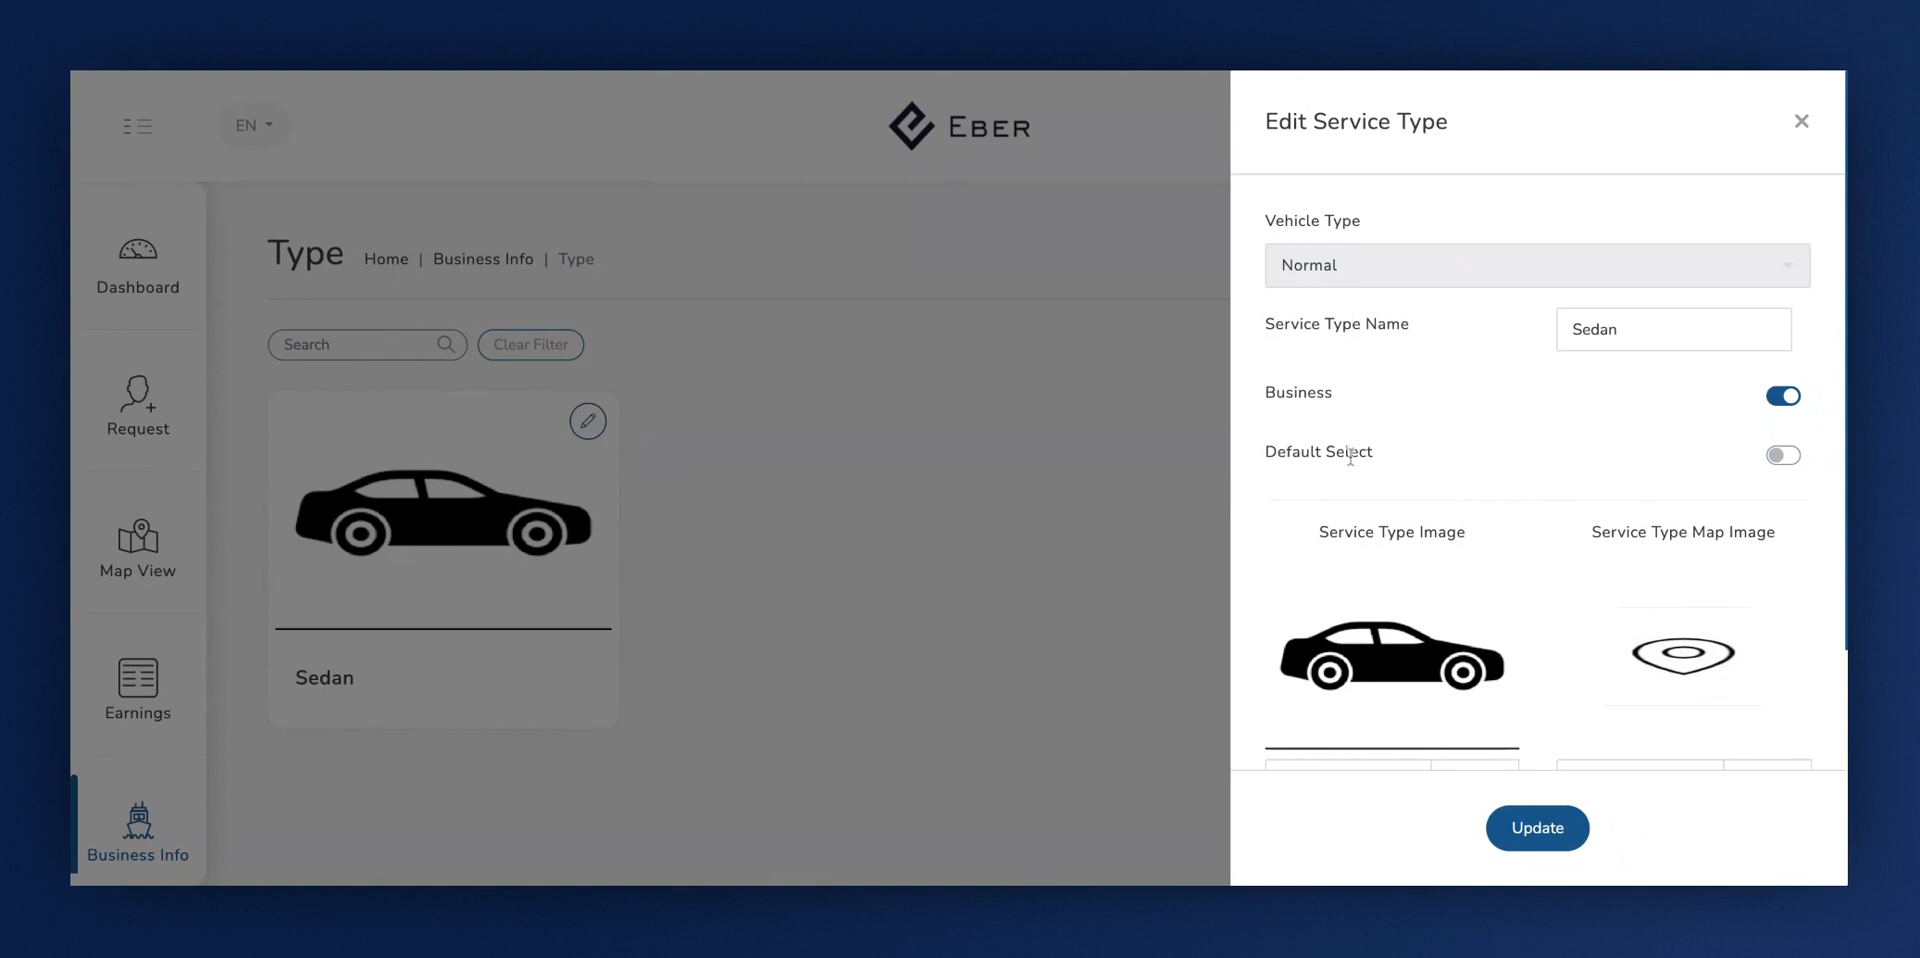 EN
EBER
Dashboard
Request
Map View
Earnings
Business Info
Type Home | Business Info | Type
Search Clear Filter
Sedan
Edit Service Type
Vehicle Type
Normal
Service Type Name Sedan
Business
Default Select
Service Type Image Service Type Map Image
Update